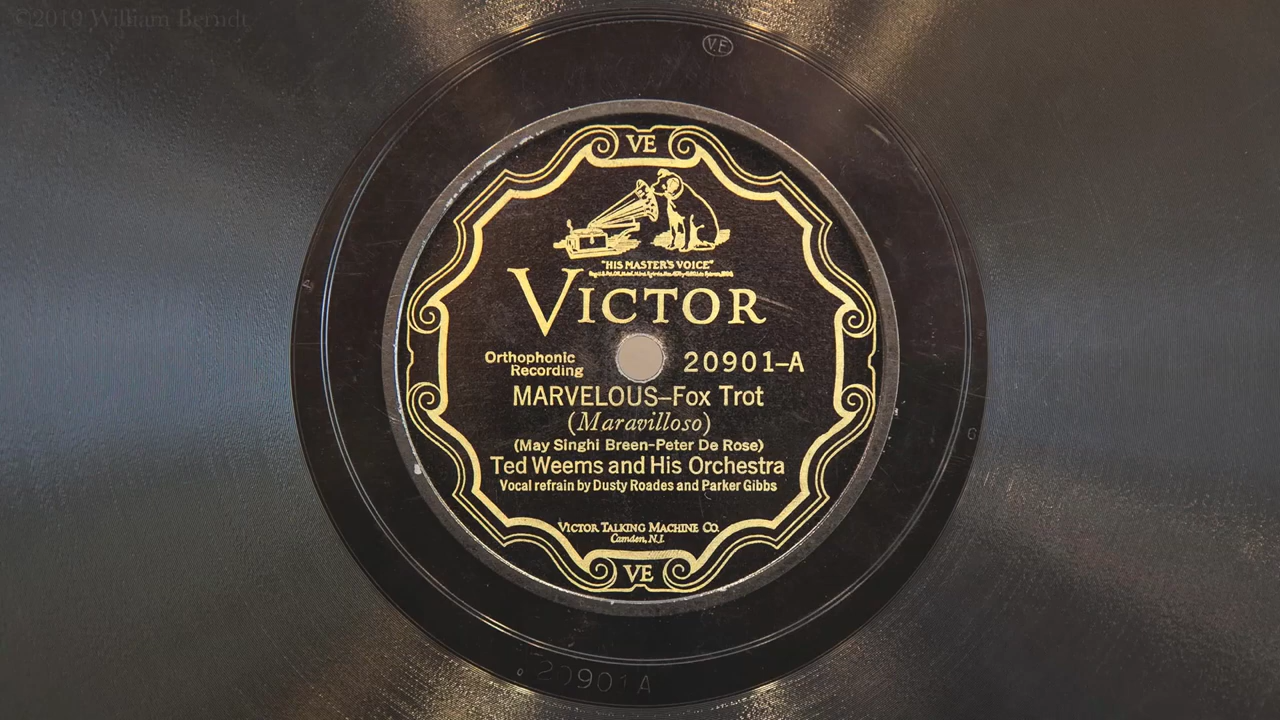 ©2019 William Berndt
V.E
VE
"HIS MASTER'S VOICE"
VICTOR
Orthophonic
Recording
20901-A
MARVELOUS-Fox Trot
(Maravilloso)
(May Singhi Breen-Peter De Rose)
Ted Weems and His Orchestra
Vocal refrain by Dusty Roades and Parker Gibbs
VICTOR TALKING MACHINE CO.
Camden, N.J.
VE
20901 A
6